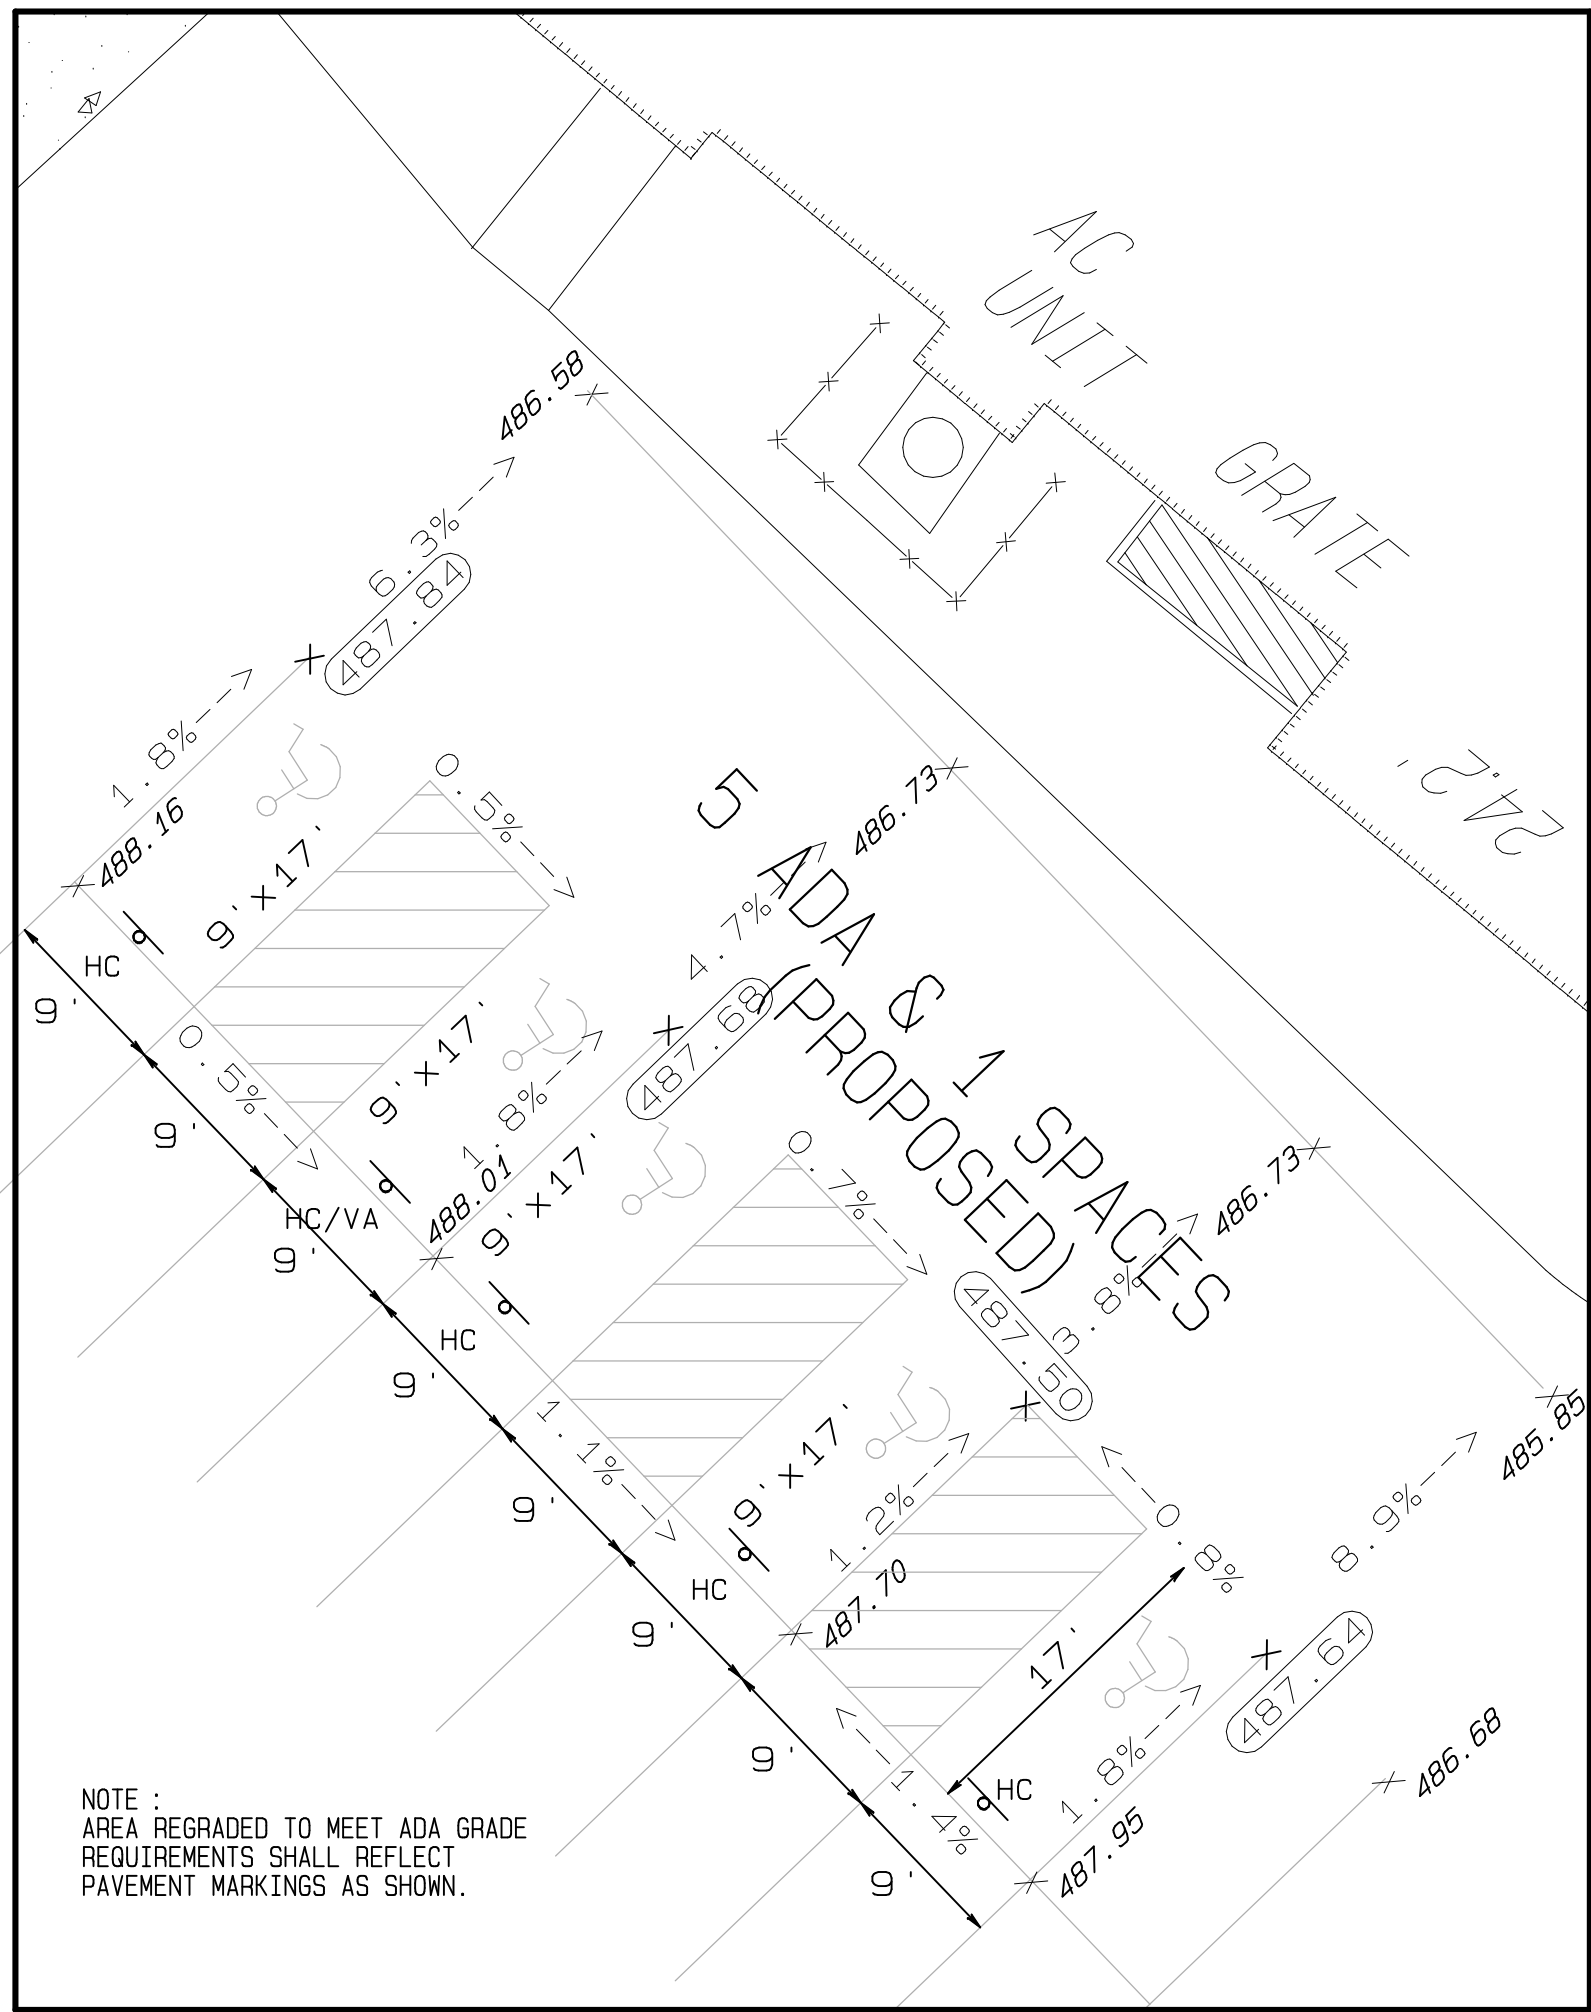 AC
UNIT
GRATE
24.2'
486.58
6.3%
487.84
1.8%
488.16
0.5%
9'x17'
HC
9'
0.5%
9'x17'
9'
HC/VA
9'
5 ADA & 1 SPACES
(PROPOSED)
486.73
4.7%
487.68
1.8%
488.01
9'x17'
0.7%
HC
9'
1.1%
9'
9'x17'
HC
9'
486.73
3.8%
487.50
1.2%
487.70
0.8%
485.85
8.9%
487.64
17'
HC
1.8%
1.4%
487.95
486.68
9'
9'
NOTE :
AREA REGRADED TO MEET ADA GRADE
REQUIREMENTS SHALL REFLECT
PAVEMENT MARKINGS AS SHOWN.